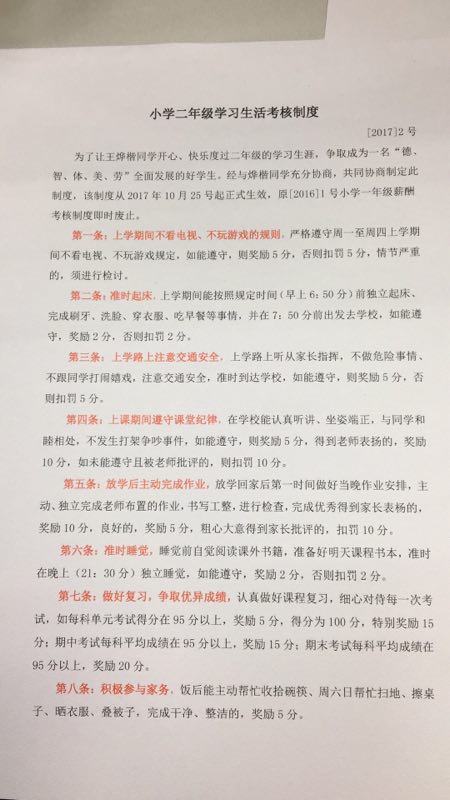 小学二年级学习生活考核制度
[2017]2 号
为了让王烨楷同学开心、快乐度过二年级的学习生涯，争取成为一名“德、
智、体、美、劳”全面发展的好学生。经与烨楷同学充分协商，共同协商制定此
制度，该制度从 2017 年 10 月 25 号起正式生效，原[2016]1 号小学一年级薪酬
考核制度即时废止。
第一条：上学期间不看电视、不玩游戏的规则。严格遵守周一至周四上学期
间不看电视、不玩游戏规定，如能遵守，则奖励 5 分，否则扣罚 5 分，情节严重
的，须进行检讨。
第二条：准时起床。上学期间能按照规定时间（早上 6：50 分）前独立起床、
完成刷牙、洗脸、穿衣服、吃早餐等事情，并在 7：50 分前出发去学校，如能遵
守，奖励 2 分，否则扣罚 2 分。
第三条：上学路上注意交通安全。上学路上听从家长指挥，不做危险事情、
不跟同学打闹嬉戏，注意交通安全，准时到达学校，如能遵守，则奖励 5 分，否
则扣罚 5 分。
第四条：上课期间遵守课堂纪律。在学校能认真听讲、坐姿端正，与同学和
睦相处，不发生打架争吵事件，如能遵守，则奖励 5 分，得到老师表扬的，奖励
10 分，如未能遵守且被老师批评的，则扣罚 10 分。
第五条：放学后主动完成作业，放学回家后第一时间做好当晚作业安排，主
动、独立完成老师布置的作业，书写工整，进行检查，完成优秀得到家长表杨的，
奖励 10 分，良好的，奖励 5 分，粗心大意得到家长批评的，扣罚 10 分。
第六条：准时睡觉，睡觉前自觉阅读课外书籍，准备好明天课程书本，准时
在晚上（21：30 分）独立睡觉，如能遵守，奖励 2 分，否则扣罚 2 分。
第七条：做好复习，争取优异成绩，认真做好课程复习，细心对待每一次考
试，如每科单元考试得分在 95 分以上，奖励 5 分，得分为 100 分，特别奖励 15
分；期中考试每科平均成绩在 95 分以上，奖励 15 分；期末考试每科平均成绩在
95 分以上，奖励 20 分。
第八条：积极参与家务。饭后能主动帮忙收拾碗筷、周六日帮忙扫地、擦桌
子、晒衣服、叠被子，完成干净、整洁的，奖励 5 分。